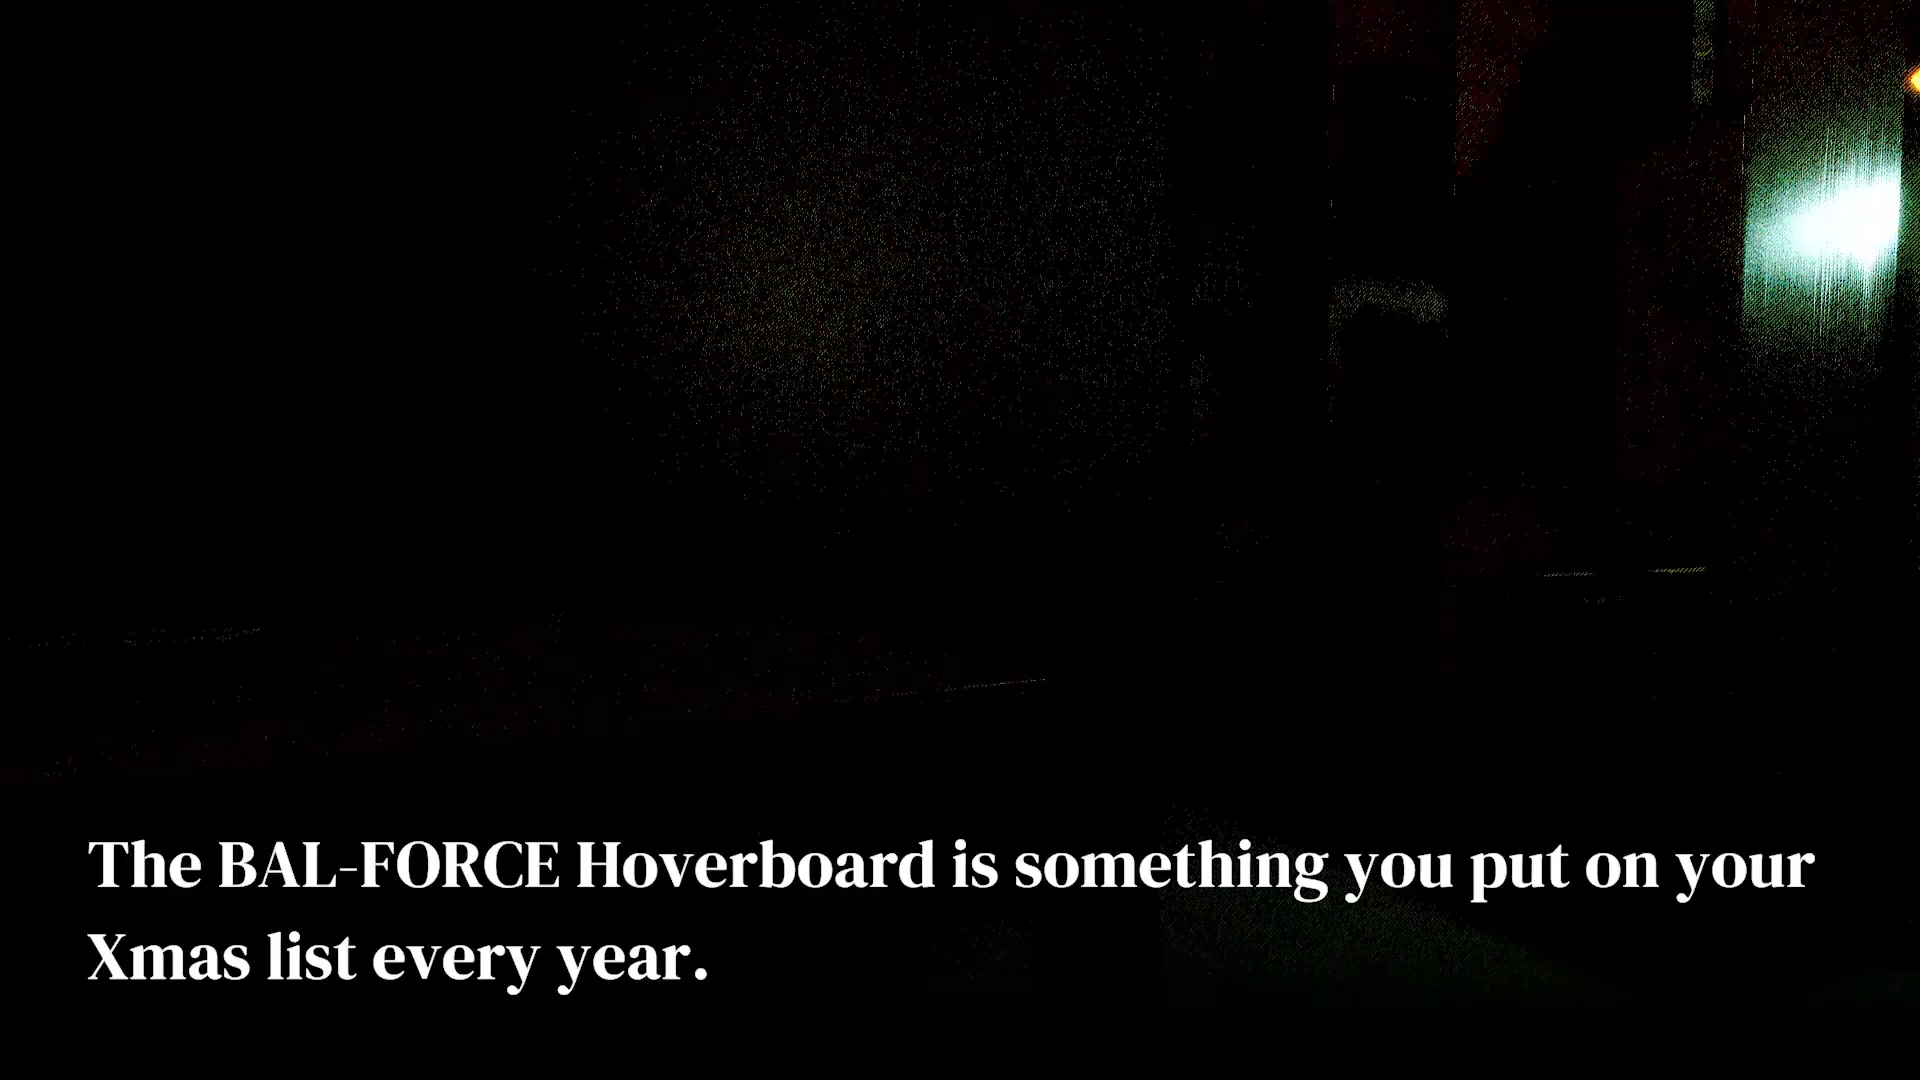 The BAL-FORCE Hoverboard is something you put on your
Xmas list every year.